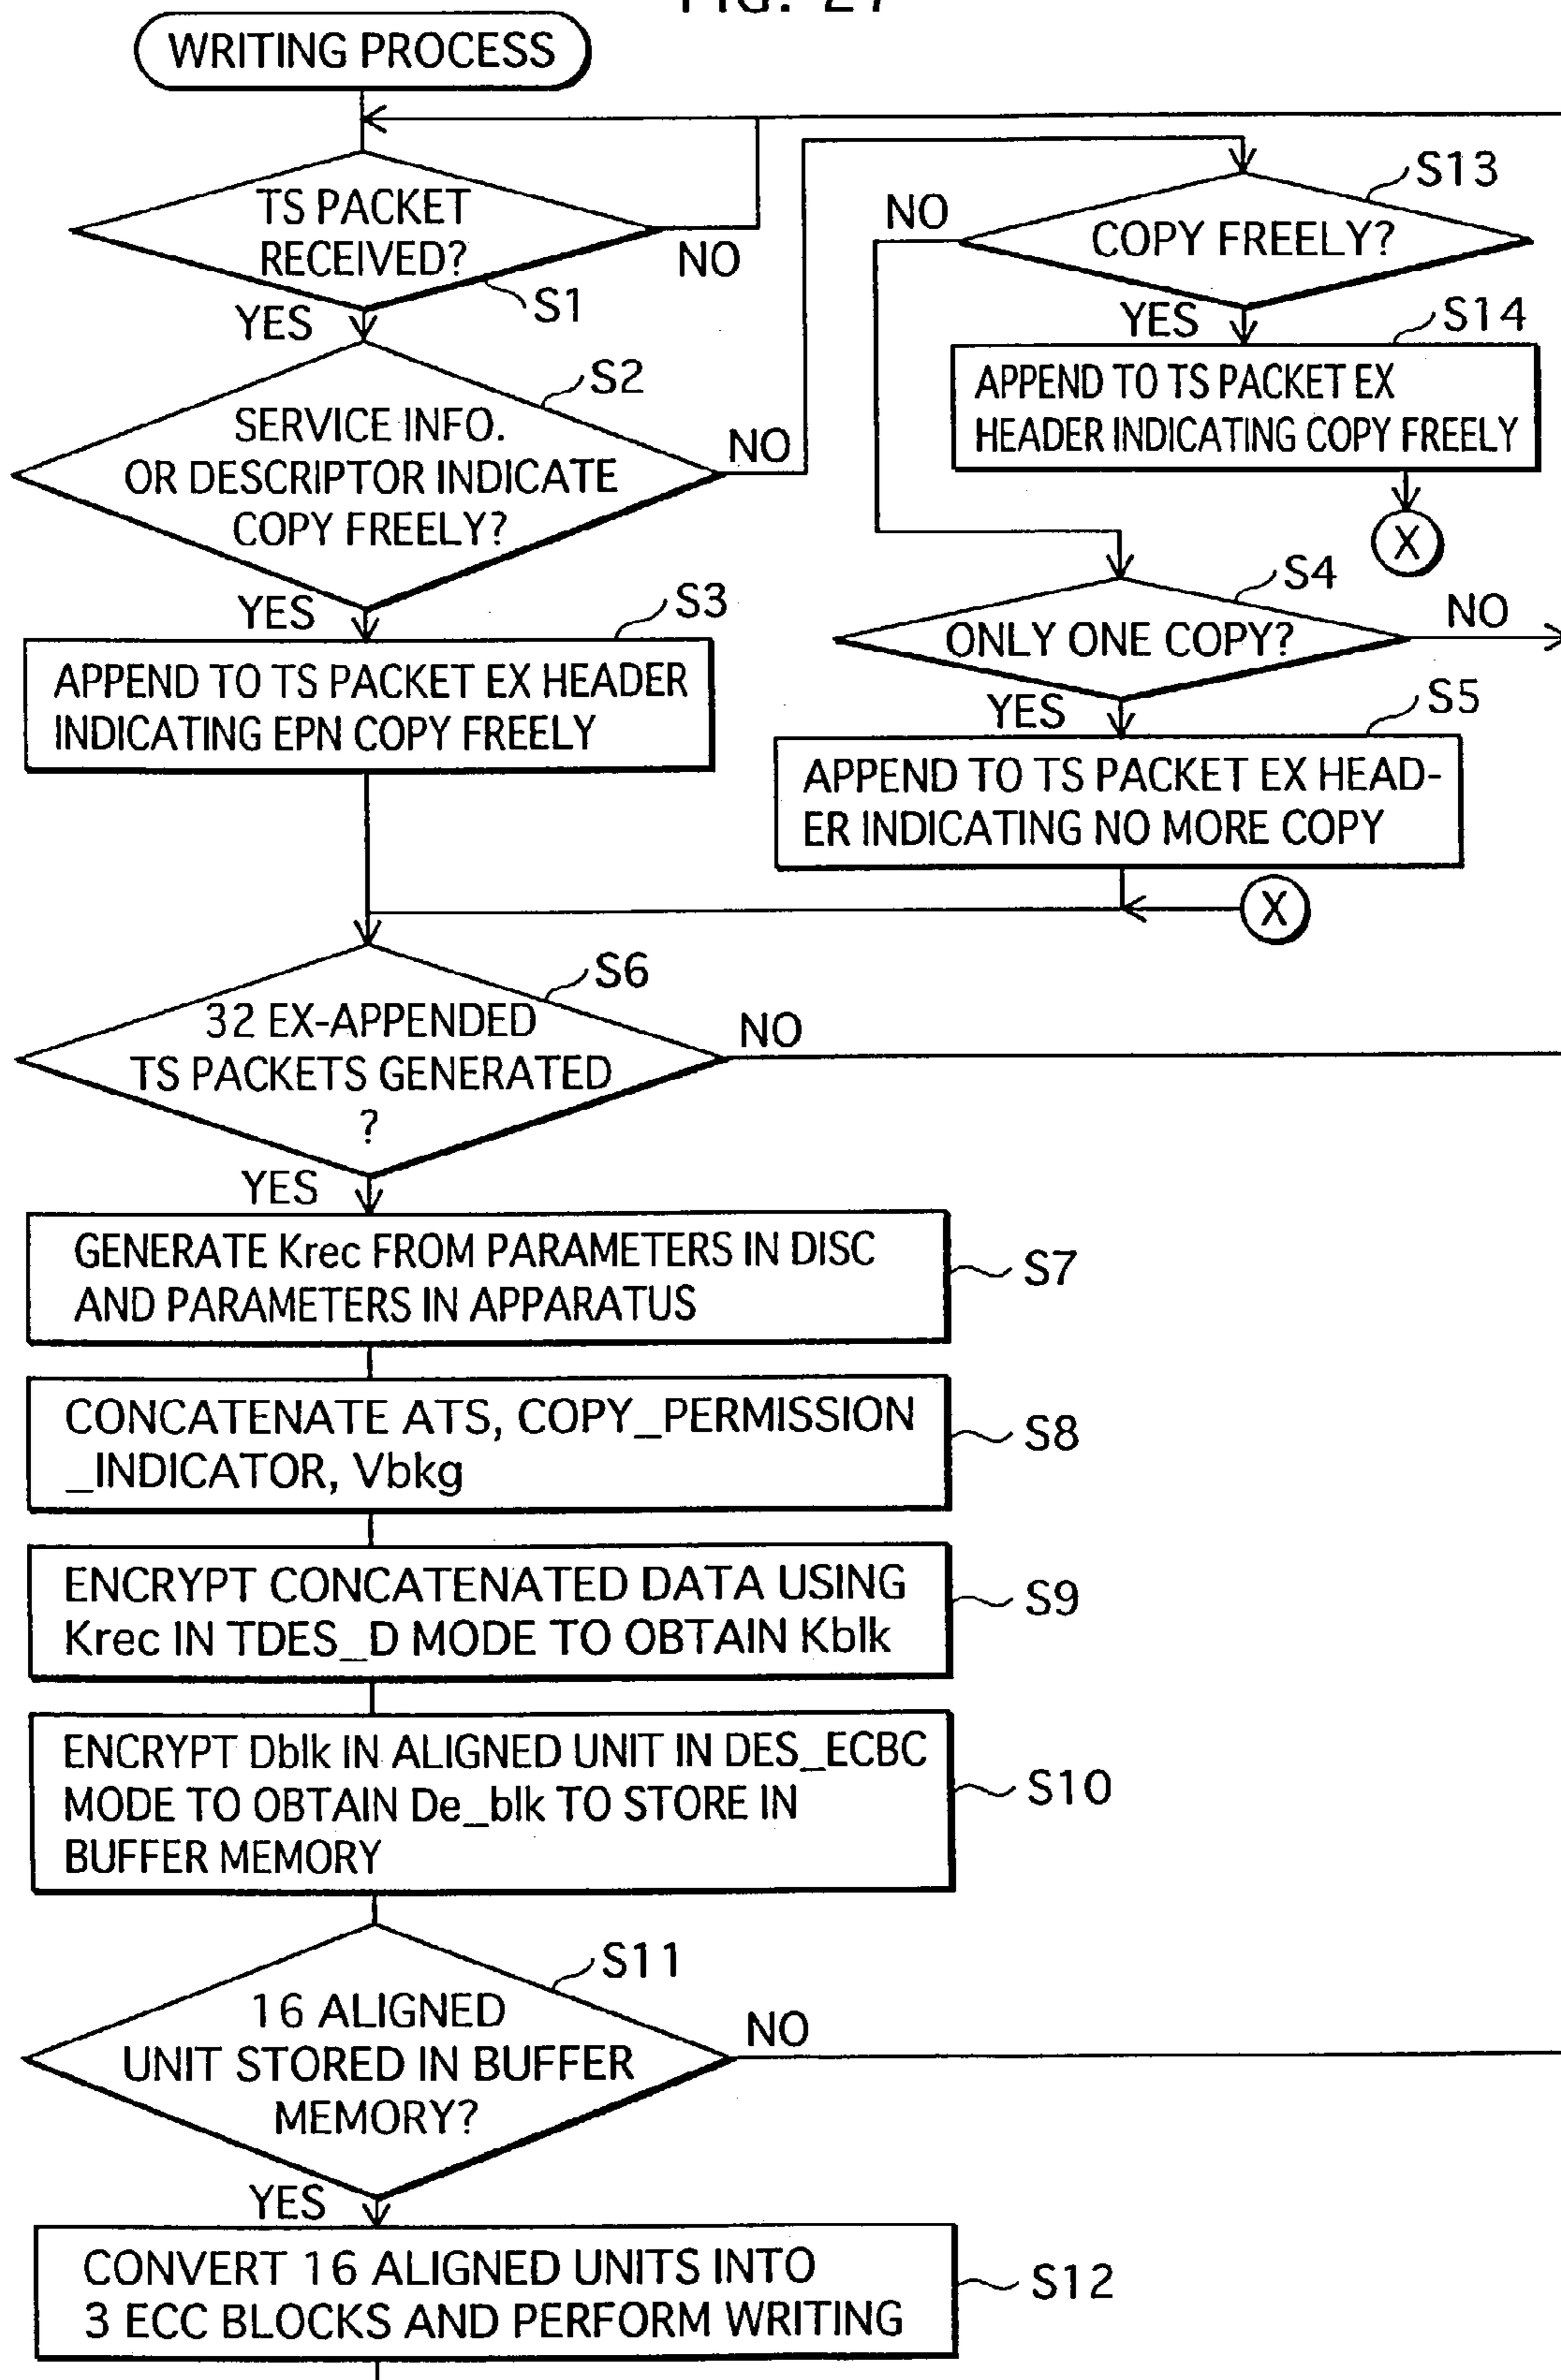 WRITING PROCESS
TS PACKET
RECEIVED?
NO
S1
YES
S2
SERVICE INFO.
OR DESCRIPTOR INDICATE
COPY FREELY?
NO
YES
S3
APPEND TO TS PACKET EX HEADER
INDICATING EPN COPY FREELY
S13
COPY FREELY?
NO
YES
S14
APPEND TO TS PACKET EX
HEADER INDICATING COPY FREELY
X
S4
ONLY ONE COPY?
NO
YES
S5
APPEND TO TS PACKET EX HEAD-
ER INDICATING NO MORE COPY
X
S6
32 EX-APPENDED
TS PACKETS GENERATED
?
NO
YES
GENERATE Krec FROM PARAMETERS IN DISC
AND PARAMETERS IN APPARATUS
S7
CONCATENATE ATS, COPY_PERMISSION
_INDICATOR, Vbkg
S8
ENCRYPT CONCATENATED DATA USING
Krec IN TDES_D MODE TO OBTAIN Kblk
S9
ENCRYPT Dblk IN ALIGNED UNIT IN DES_ECBC
MODE TO OBTAIN De_blk TO STORE IN
BUFFER MEMORY
S10
S11
16 ALIGNED
UNIT STORED IN BUFFER
MEMORY?
NO
YES
CONVERT 16 ALIGNED UNITS INTO
3 ECC BLOCKS AND PERFORM WRITING
S12